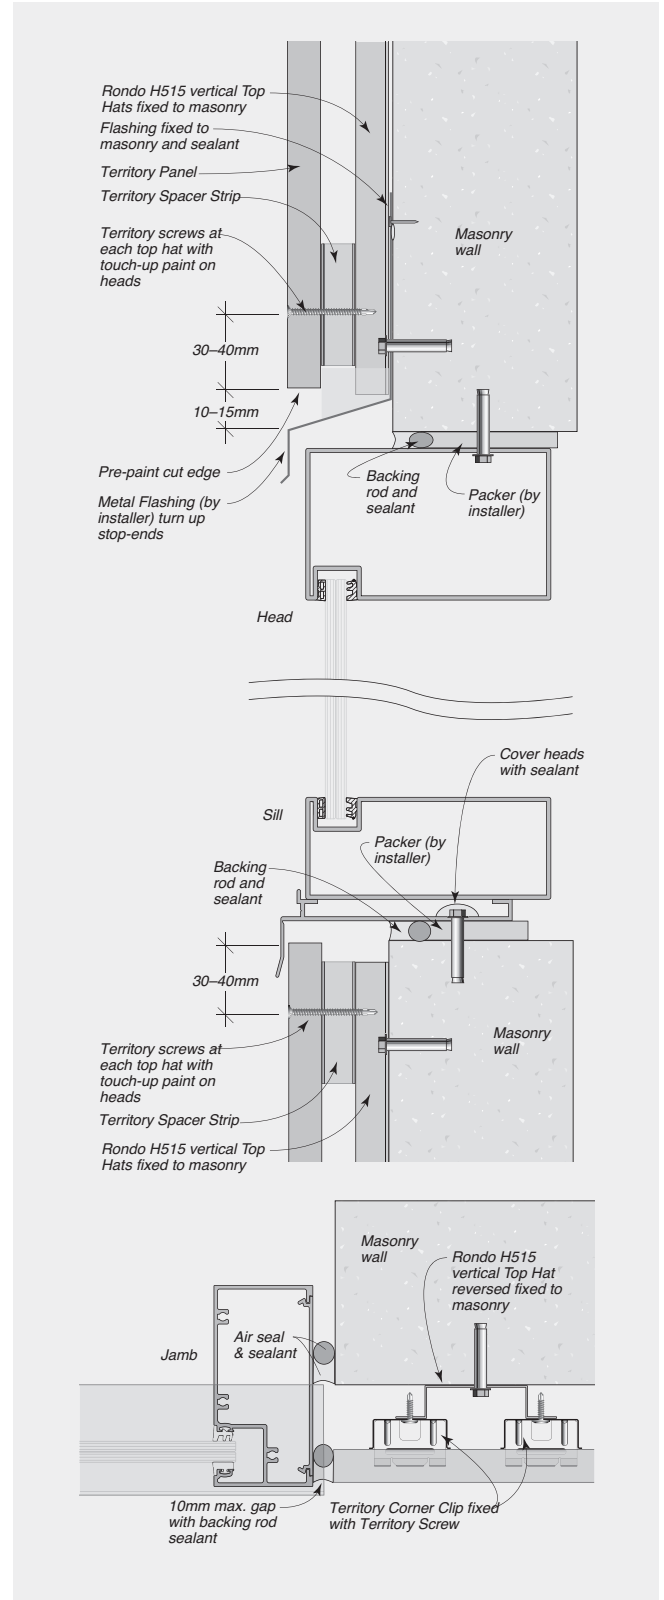 Rondo H515 vertical Top
Hats fixed to masonry
Flashing fixed to
masonry and sealant
Territory Panel
Territory Spacer Strip
Territory screws at
each top hat with
touch-up paint on
heads
Masonry
wall
30–40mm
10–15mm
Pre-paint cut edge
Metal Flashing (by
installer) turn up
stop-ends
Backing
rod and
sealant
Packer (by
installer)
Head
Cover heads
with sealant
Sill
Packer (by
installer)
Backing
rod and
sealant
30–40mm
Masonry
wall
Territory screws at
each top hat with
touch-up paint on
heads
Territory Spacer Strip
Rondo H515 vertical Top
Hats fixed to masonry
Masonry
wall
Rondo H515
vertical Top Hat
reversed fixed to
masonry
Air seal
& sealant
Jamb
10mm max. gap
with backing rod
sealant
Territory Corner Clip fixed
with Territory Screw